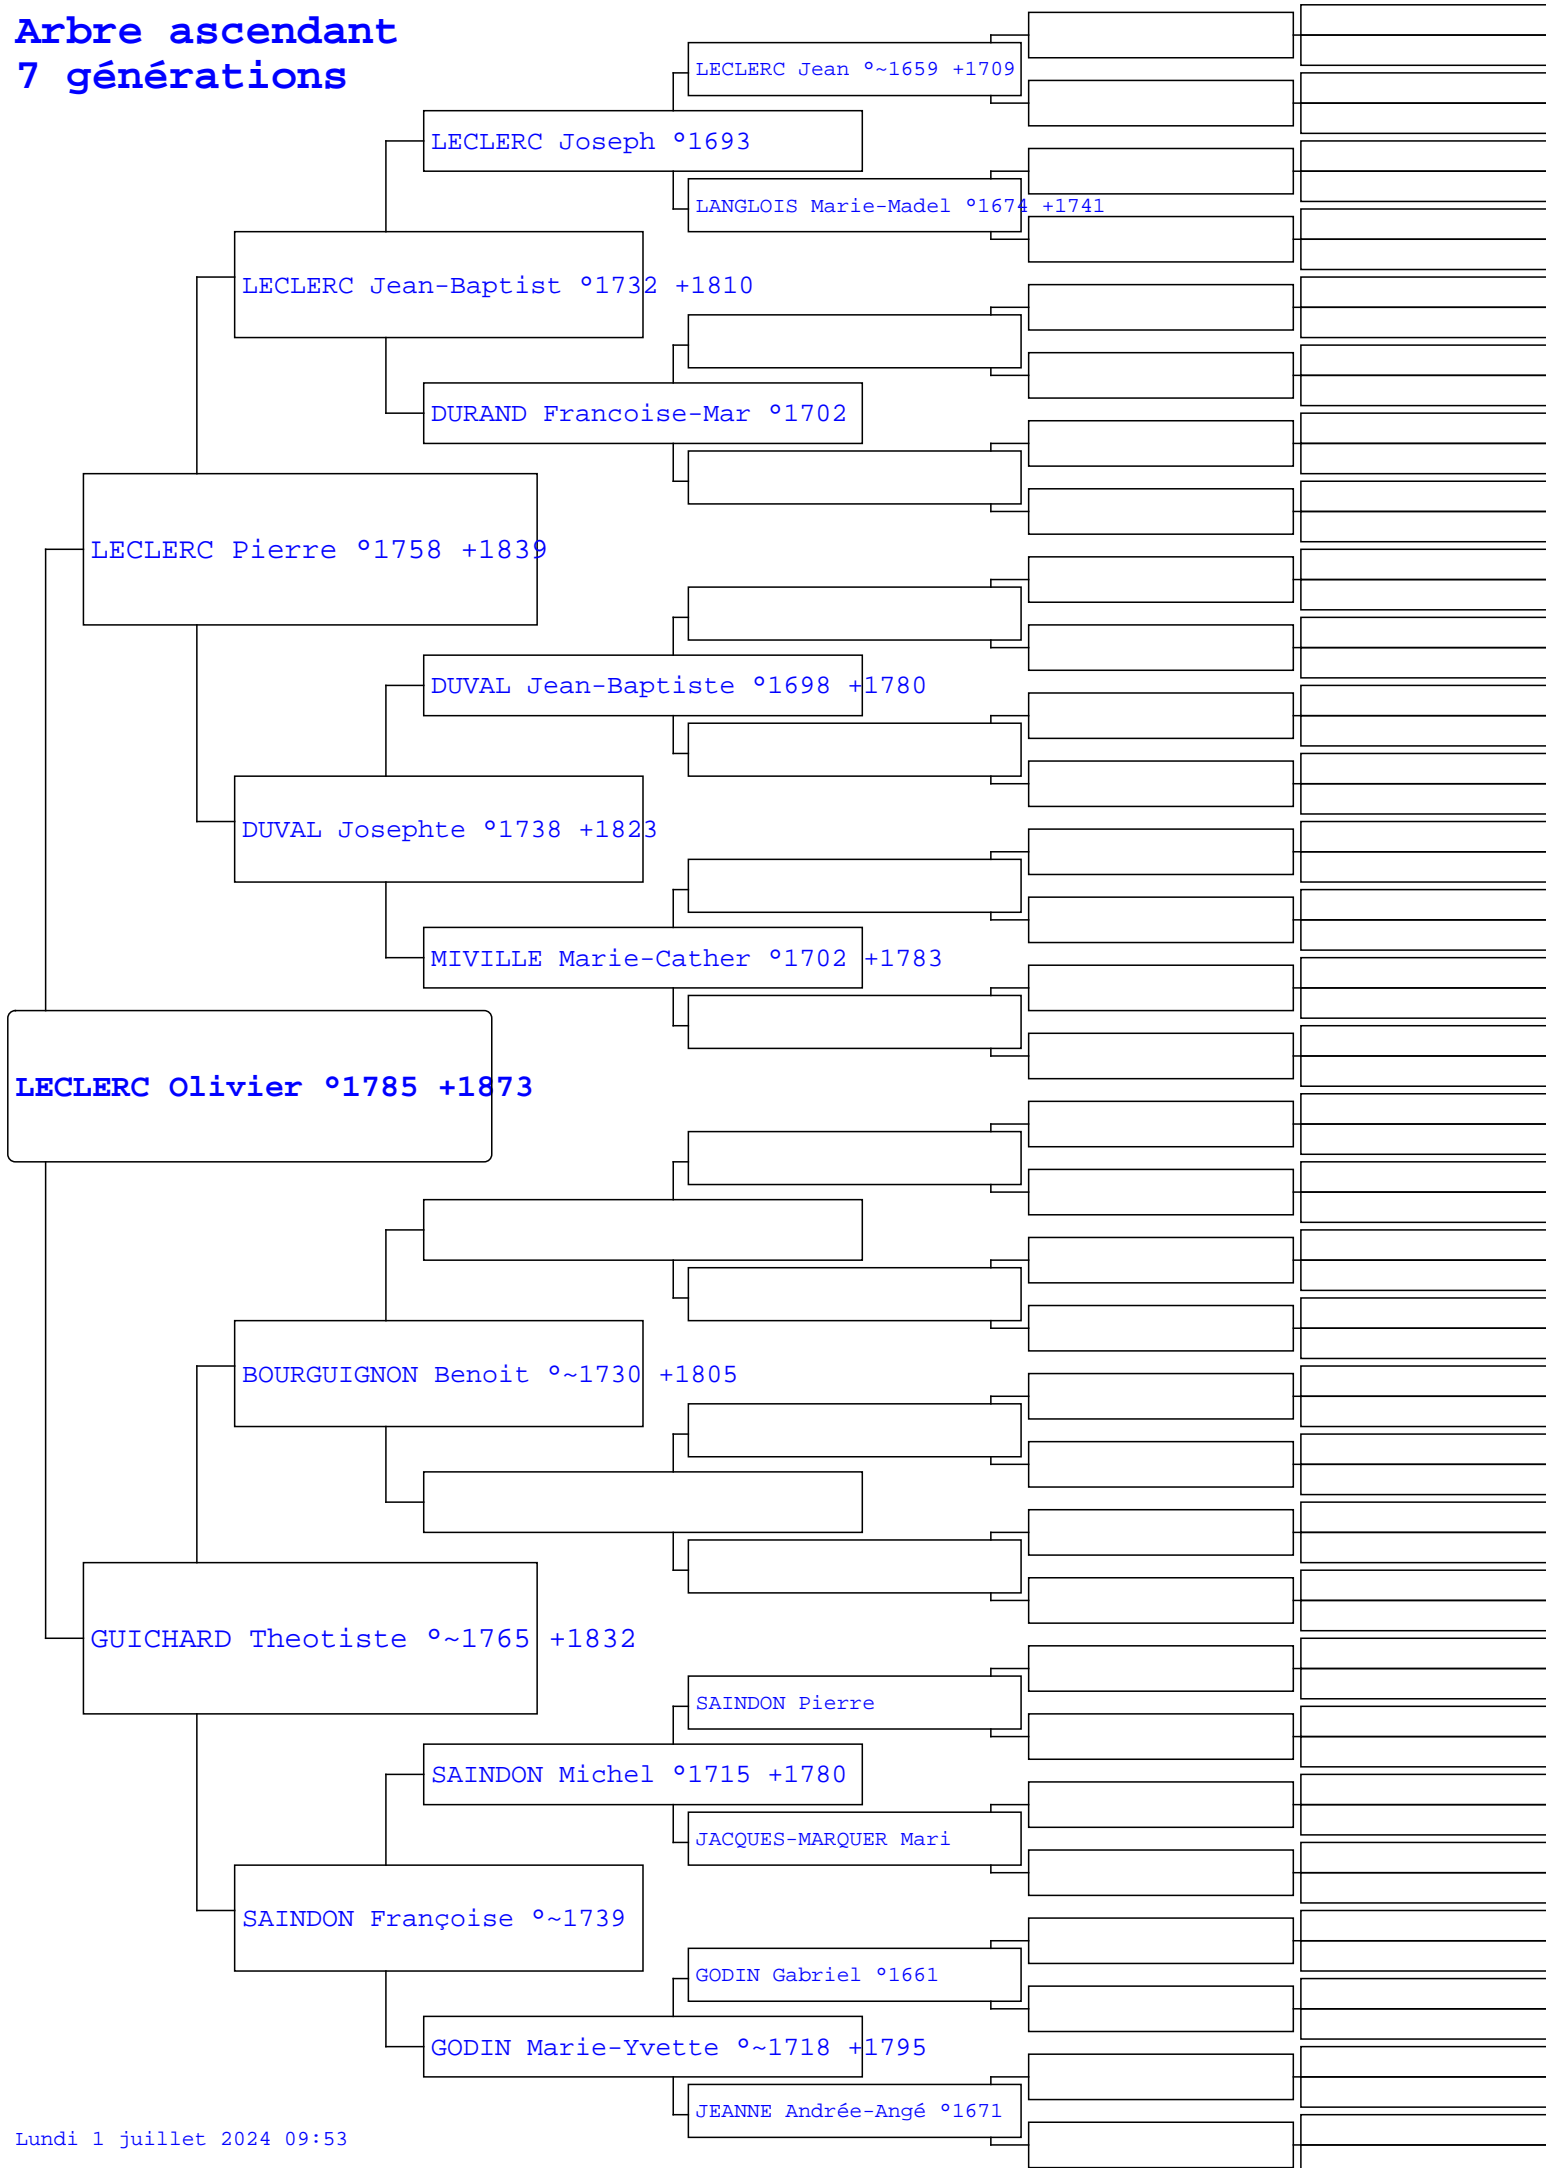 Arbre ascendant
7 générations
LECLERC Jean °~1659 +1709
LECLERC Joseph °1693
LANGLOIS Marie-Madel °1674 +1741
LECLERC Jean-Baptist °1732 +1810
DURAND Francoise-Mar °1702
LECLERC Pierre °1758 +1839
DUVAL Jean-Baptiste °1698 +1780
DUVAL Josephte °1738 +1823
MIVILLE Marie-Cather °1702 +1783
LECLERC Olivier °1785 +1873
BOURGUIGNON Benoit °~1730 +1805
GUICHARD Theotiste °~1765 +1832
SAINDON Pierre
SAINDON Michel °1715 +1780
JACQUES-MARQUER Mari
SAINDON Françoise °~1739
GODIN Gabriel °1661
GODIN Marie-Yvette °~1718 +1795
JEANNE Andrée-Angé °1671
Lundi 1 juillet 2024 09:53